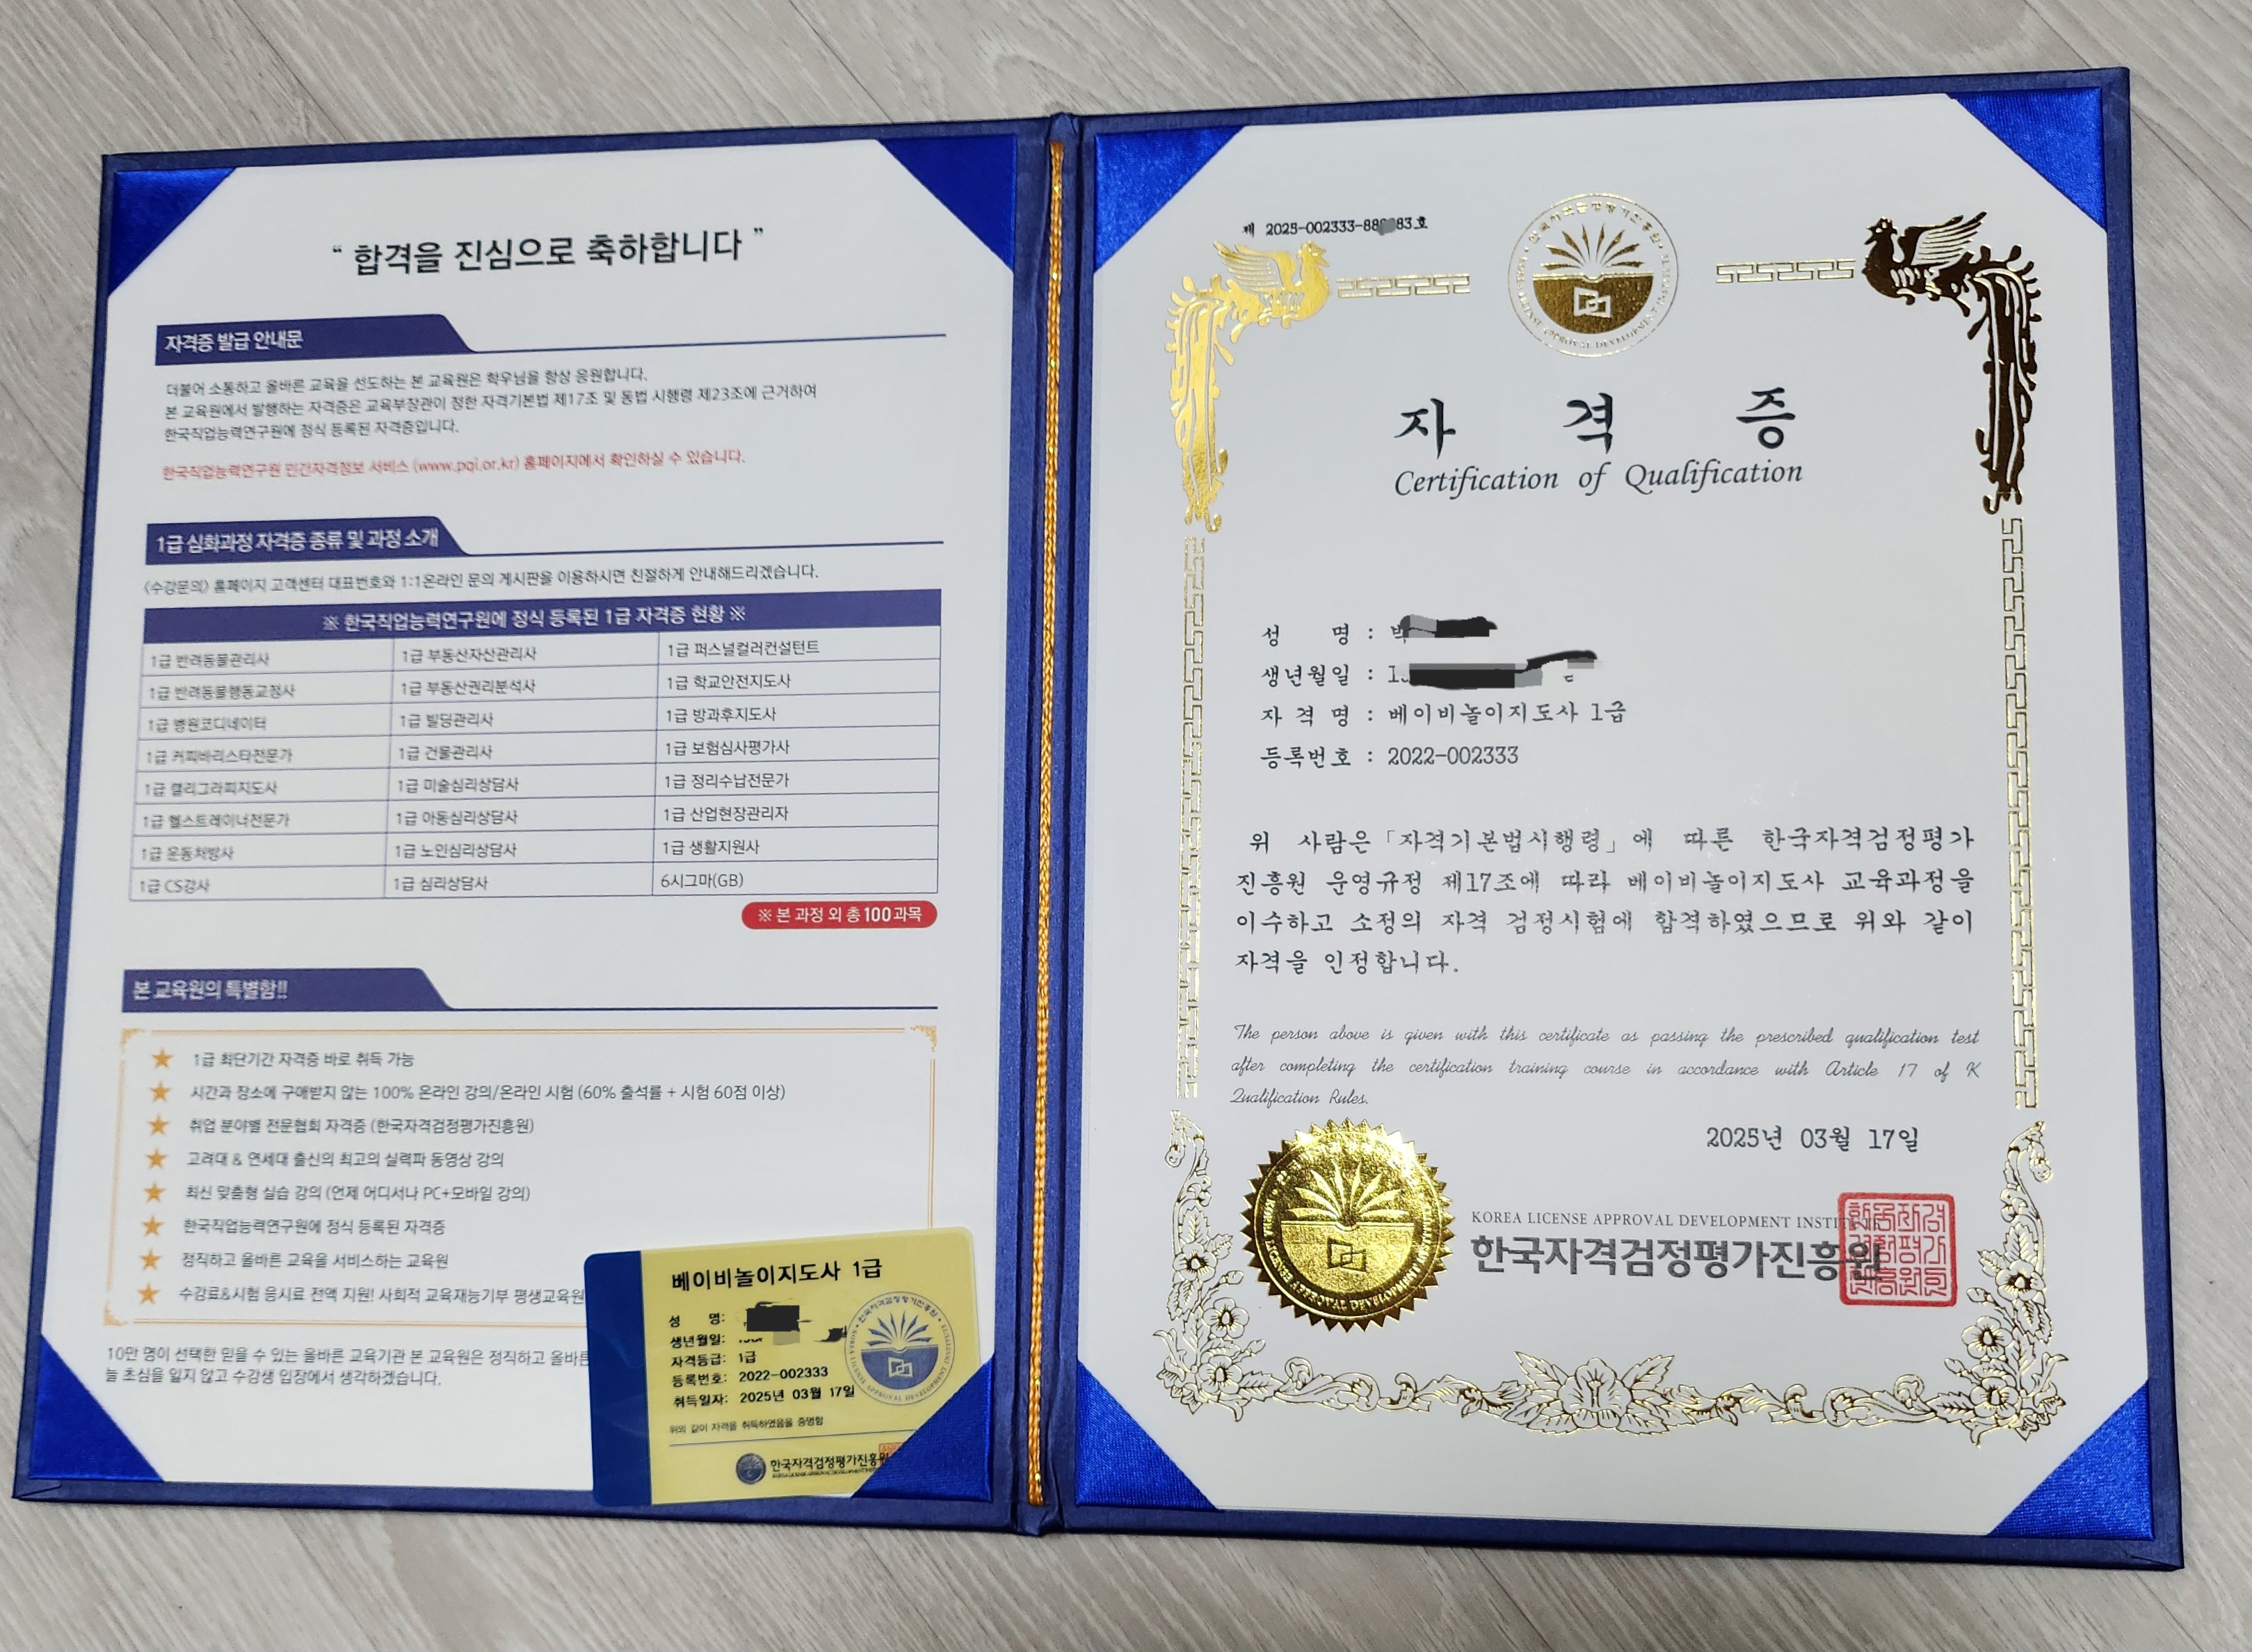 “ 합격을 진심으로 축하합니다 ”
자격증 발급 안내문
더불어 소통하고 올바른 교육을 선도하는 본 교육원은 학우님을 항상 응원합니다.
본 교육원에서 발행하는 자격증은 교육부장관이 정한 자격기본법 제17조 및 동법 시행령 제23조에 근거하여
한국직업능력연구원에 정식 등록된 자격증입니다.
한국직업능력연구원 민간자격정보 서비스 (www.pqi.or.kr) 홈페이지에서 확인하실 수 있습니다.
1급 심화과정 자격증 종류 및 과정 소개
<수강문의> 홈페이지 고객센터 대표번호와 1:1온라인 문의 게시판을 이용하시면 친절하게 안내해드리겠습니다.
※ 한국직업능력연구원에 정식 등록된 1급 자격증 현황 ※
1급 반려동물관리사 1급 부동산자산관리사 1급 퍼스널컬러컨설턴트
1급 반려동물행동교정사 1급 부동산권리분석사 1급 학교안전지도사
1급 병원코디네이터 1급 빌딩관리사 1급 방과후지도사
1급 커피바리스타전문가 1급 건물관리사 1급 보험심사평가사
1급 캘리그라피지도사 1급 미술심리상담사 1급 정리수납전문가
1급 헬스트레이너전문가 1급 아동심리상담사 1급 산업현장관리자
1급 운동처방사 1급 노인심리상담사 1급 생활지원사
1급 CS강사 1급 심리상담사 6시그마(GB)
※ 본 과정 외 총 100과목
본 교육원의 특별함!!
1급 최단기간 자격증 바로 취득 가능
시간과 장소에 구애받지 않는 100% 온라인 강의/온라인 시험 (60% 출석률 + 시험 60점 이상)
취업 분야별 전문협회 자격증 (한국자격검정평가진흥원)
고려대 & 연세대 출신의 최고의 실력파 동영상 강의
최신 맞춤형 실습 강의 (언제 어디서나 PC+모바일 강의)
한국직업능력연구원에 정식 등록된 자격증
정직하고 올바른 교육을 서비스하는 교육원
수강료&시험 응시료 전액 지원! 사회적 교육재능기부 평생교육원
10만 명이 선택한 믿을 수 있는 올바른 교육기관 본 교육원은 정직하고 올바른
늘 초심을 잃지 않고 수강생 입장에서 생각하겠습니다.
베이비놀이지도사 1급
성 명:
생년월일:
자격등급: 1급
등록번호: 2022-002333
취득일자: 2025년 03월 17일
위와 같이 자격을 취득하였음을 증명함
한국자격검정평가진흥원
제 2025-002333-88 83호
자 격 증
Certification of Qualification
성 명 : 박
생년월일 :
자 격 명 : 베이비놀이지도사 1급
등록번호 : 2022-002333
위 사람은 「자격기본법시행령」에 따른 한국자격검정평가
진흥원 운영규정 제17조에 따라 베이비놀이지도사 교육과정을
이수하고 소정의 자격 검정시험에 합격하였으므로 위와 같이
자격을 인정합니다.
The person above is given with this certificate as passing the prescribed qualification test
after completing the certification training course in accordance with Article 17 of K
Qualification Rules.
2025년 03월 17일
KOREA LICENSE APPROVAL DEVELOPMENT INSTITUTE
한국자격검정평가진흥원